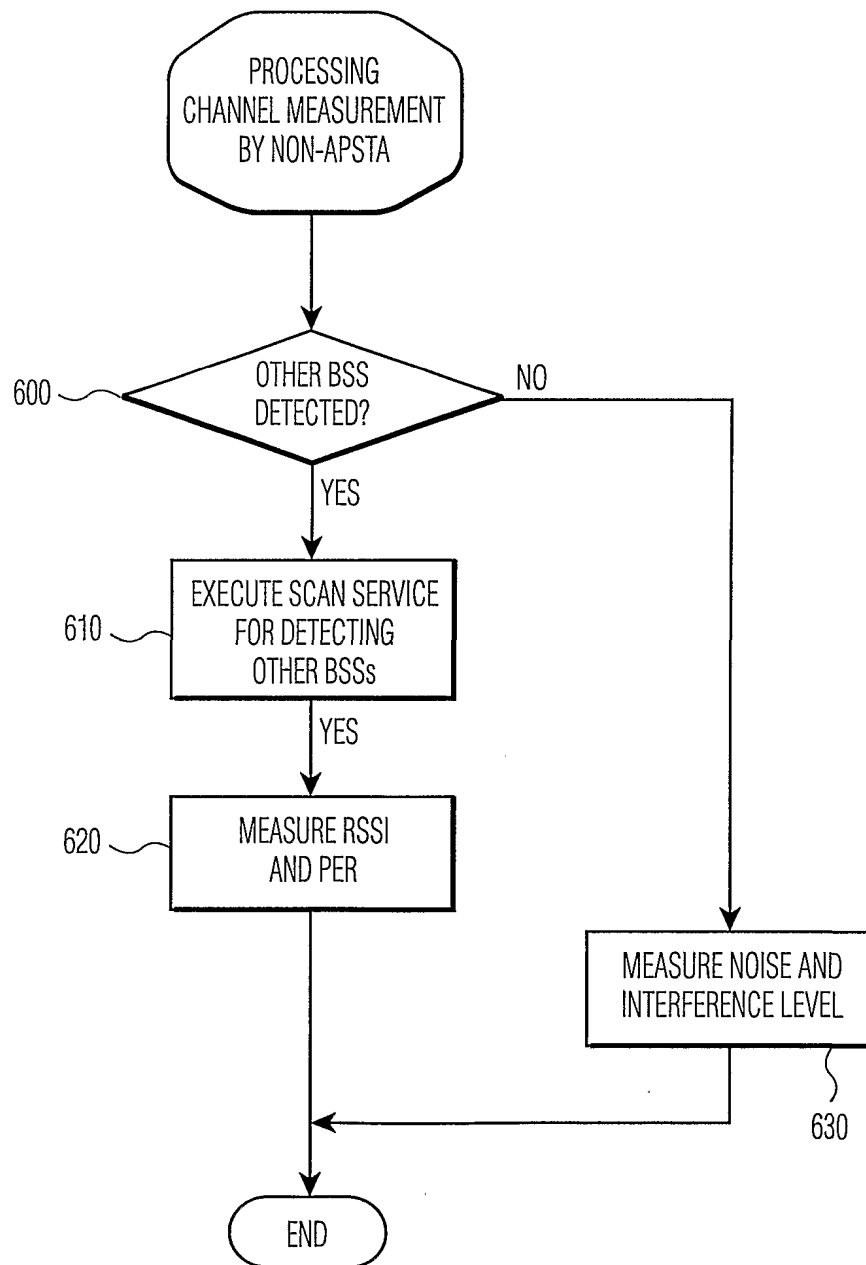 PROCESSING
CHANNEL MEASUREMENT
BY NON-APSTA
600
OTHER BSS
DETECTED?
NO
YES
610
EXECUTE SCAN SERVICE
FOR DETECTING
OTHER BSSs
YES
620
MEASURE RSSI
AND PER
MEASURE NOISE AND
INTERFERENCE LEVEL
630
END